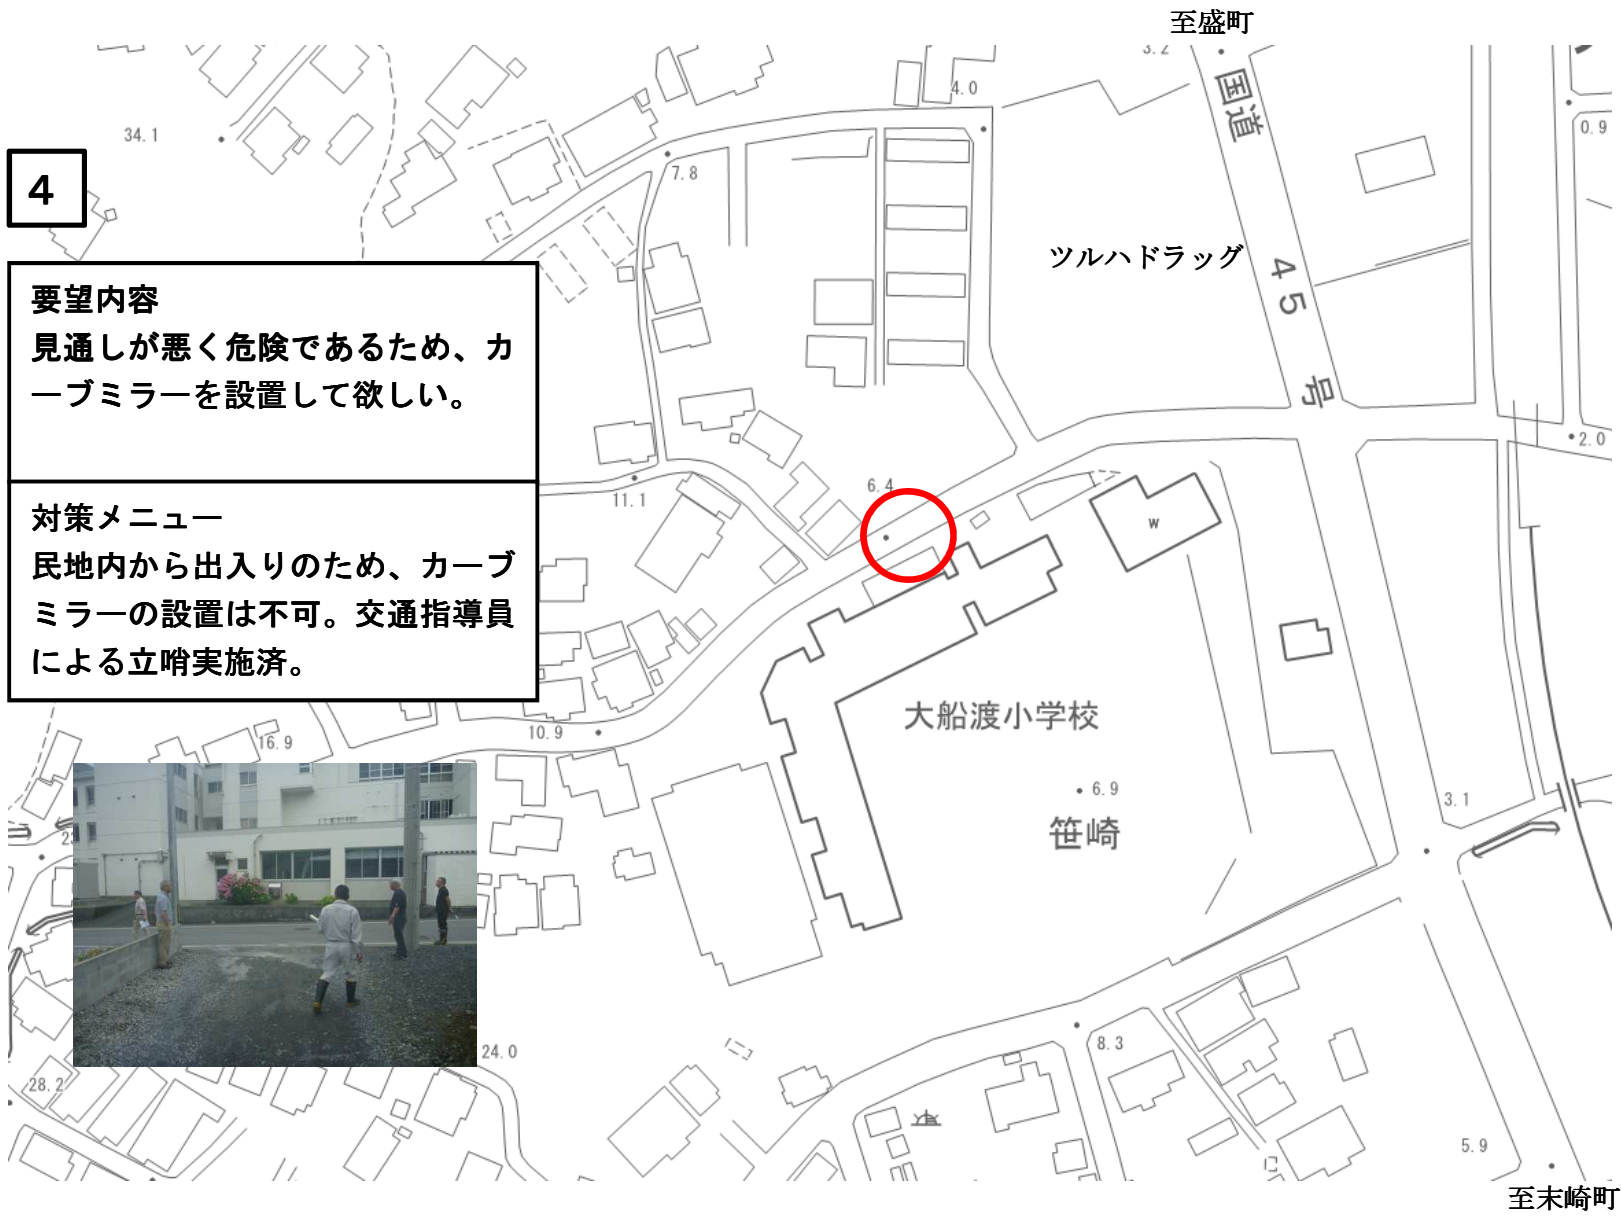 至盛町
3.2
国道
4.0
34.1
0.9
7.8
4
ツルハドラッグ
45
要望内容
見通しが悪く危険であるため、カ
ーブミラーを設置して欲しい。
号
2.0
6.4
11.1
対策メニュー
民地内から出入りのため、カーブ
ミラーの設置は不可。交通指導員
による立哨実施済。
W
大船渡小学校
10.9
16.9
6.9
3.1
笹崎
24.0
8.3
28.2
5.9
至末崎町